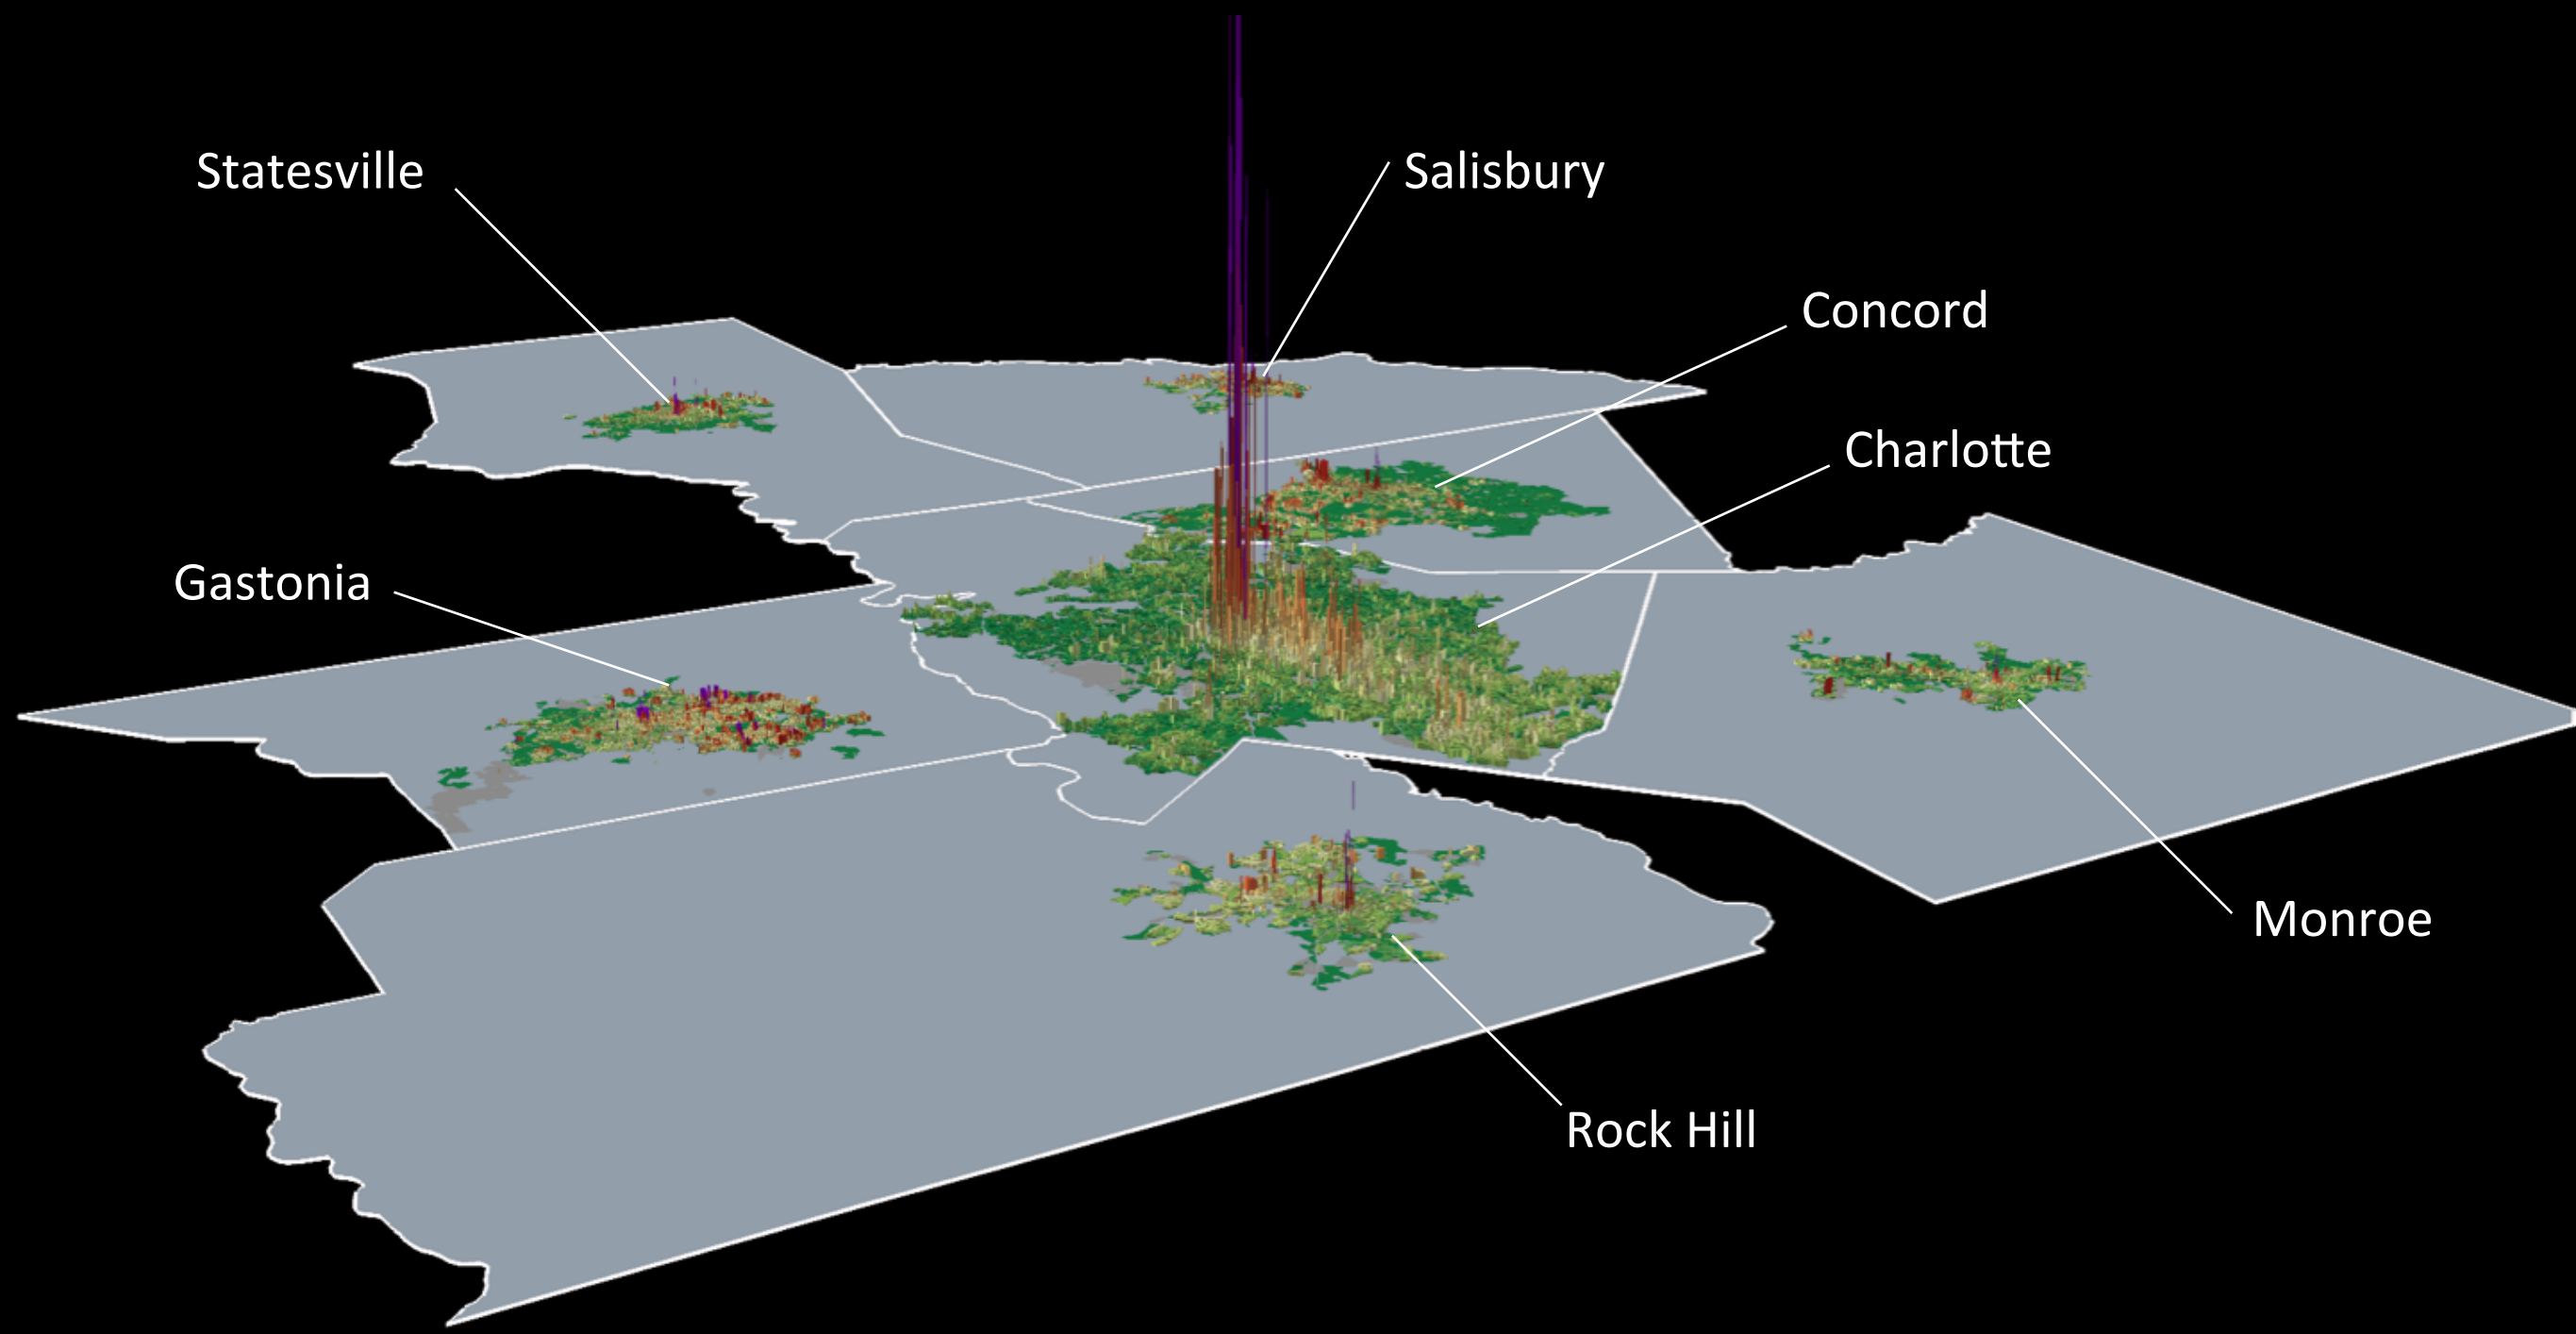 Statesville
Salisbury
Concord
Charlotte
Gastonia
Monroe
Rock Hill